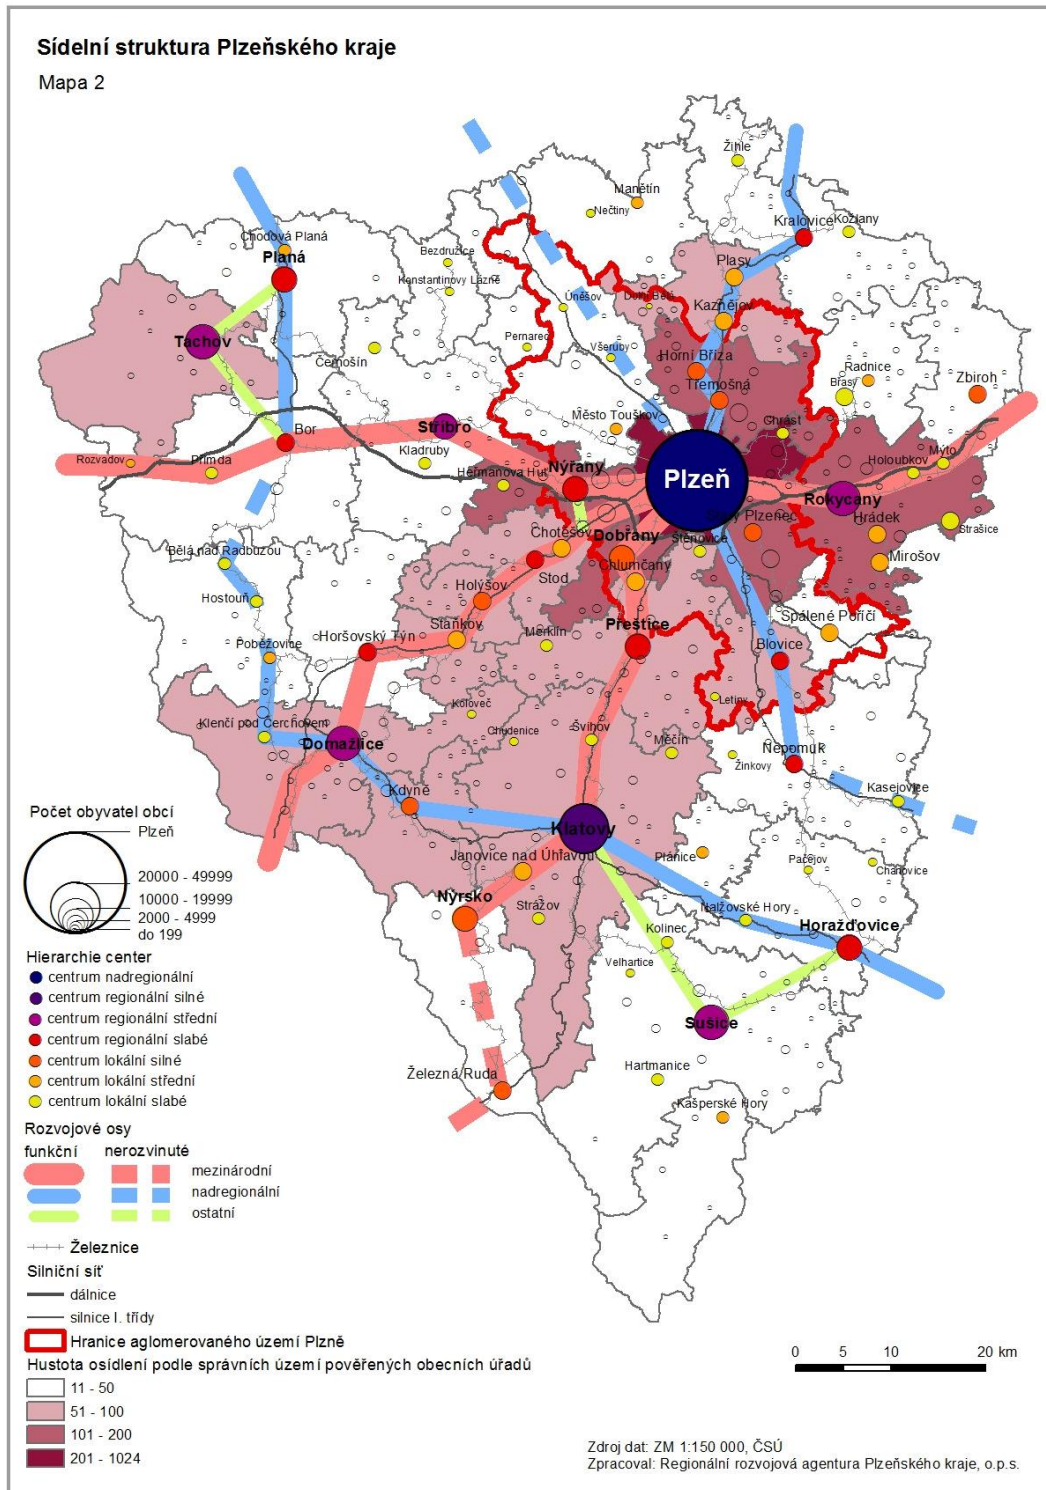 Sídelní struktura Plzeňského kraje
Mapa 2
Žihle
Manětín
Nečtiny
Kralovice
Kožlany
Chodová Planá
Planá
Bezdružice
Konstantinovy Lázně
Plasy
Úněšov
Dolní Bělá
Kaznějov
Tachov
Černošín
Pernarec
Všeruby
Horní Bříza
Třemošná
Radnice
Břasy
Zbiroh
Bor
Stříbro
Město Touškov
Chrást
Rozvadov
Přimda
Kladruby
Heřmanova Huť
Nýřany
Plzeň
Holoubkov
Mýto
Rokycany
Hrádek
Strašice
Starý Plzenec
Chotěšov
Dobřany
Štěnovice
Bělá nad Radbuzou
Stod
Chlumčany
Mirošov
Hostouň
Holýšov
Spálené Poříčí
Horšovský Týn
Staňkov
Merklín
Přeštice
Poběžovice
Blovice
Koloveč
Letiny
Klenčí pod Čerchovem
Domažlice
Chudenice
Švihov
Měčín
Nepomuk
Žinkovy
Kdyně
Kasejovice
Klatovy
Janovice nad Úhlavou
Plánice
Pačejov
Chanovice
Nýrsko
Strážov
Nalžovské Hory
Horažďovice
Kolinec
Velhartice
Sušice
Železná Ruda
Hartmanice
Kašperské Hory
Počet obyvatel obcí
Plzeň
20000 - 49999
10000 - 19999
2000 - 4999
do 199
Hierarchie center
centrum nadregionální
centrum regionální silné
centrum regionální střední
centrum regionální slabé
centrum lokální silné
centrum lokální střední
centrum lokální slabé
Rozvojové osy
funkční nerozvinuté
mezinárodní
nadregionální
ostatní
Železnice
Silniční síť
dálnice
silnice I. třídy
Hranice aglomerovaného území Plzně
Hustota osídlení podle správních území pověřených obecních úřadů
11 - 50
51 - 100
101 - 200
201 - 1024
0 5 10 20 km
Zdroj dat: ZM 1:150 000, ČSÚ
Zpracoval: Regionální rozvojová agentura Plzeňského kraje, o.p.s.